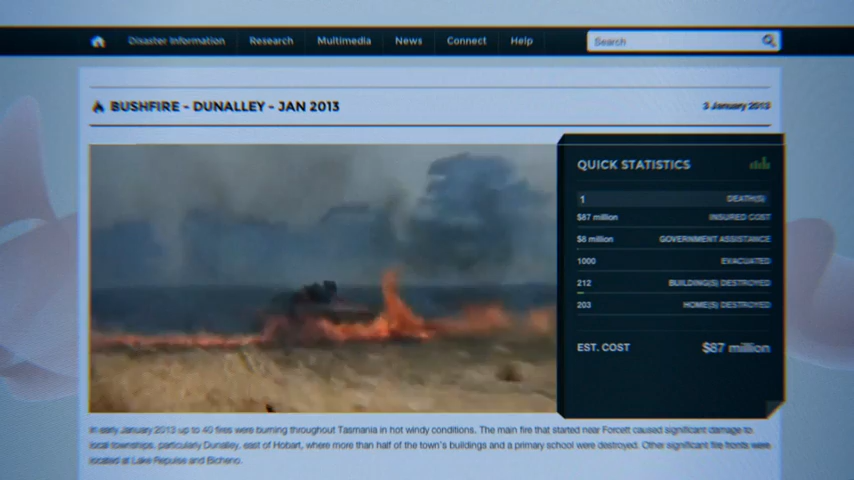 Disaster Information Research Multimedia News Connect Help Search
BUSHFIRE - DUNALLEY - JAN 2013 3 January 2013
QUICK STATISTICS
1 DEATH(S)
$87 million INSURED COST
$8 million GOVERNMENT ASSISTANCE
1000 EVACUATED
212 BUILDING(S) DESTROYED
203 HOME(S) DESTROYED
EST. COST $87 million
In early January 2013 up to 40 fires were burning throughout Tasmania in hot windy conditions. The main fire that started near Forcett caused significant damage to
local townships, particularly Dunalley, east of Hobart, where more than half of the town's buildings and a primary school were destroyed. Other significant fire fronts were
located at Lake Repulse and Bicheno.